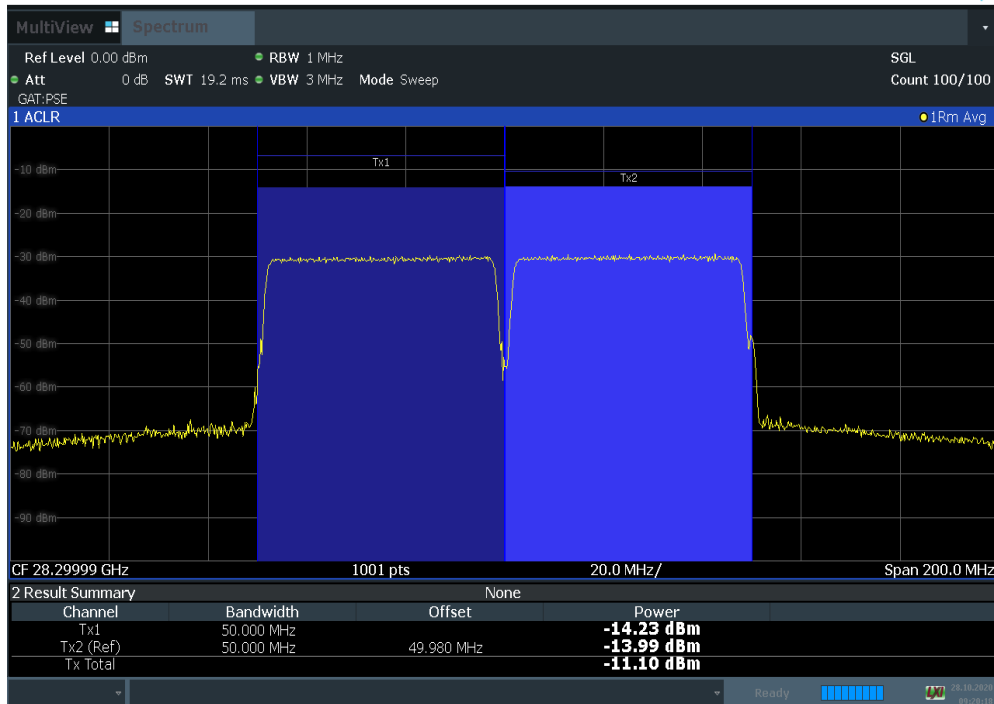 MultiView Spectrum
Ref Level 0.00 dBm RBW 1 MHz SGL
Att 0 dB SWT 19.2 ms VBW 3 MHz Mode Sweep Count 100/100
GAT:PSE
1 ACLR 1Rm Avg
Tx1
-10 dBm
Tx2
-20 dBm
-30 dBm
-40 dBm
-50 dBm
-60 dBm
-70 dBm
-80 dBm
-90 dBm
CF 28.29999 GHz 1001 pts 20.0 MHz/ Span 200.0 MHz
2 Result Summary None
Channel Bandwidth Offset Power
Tx1 50.000 MHz -14.23 dBm
Tx2 (Ref) 50.000 MHz 49.980 MHz -13.99 dBm
Tx Total -11.10 dBm
Ready LXI 28.10.2020